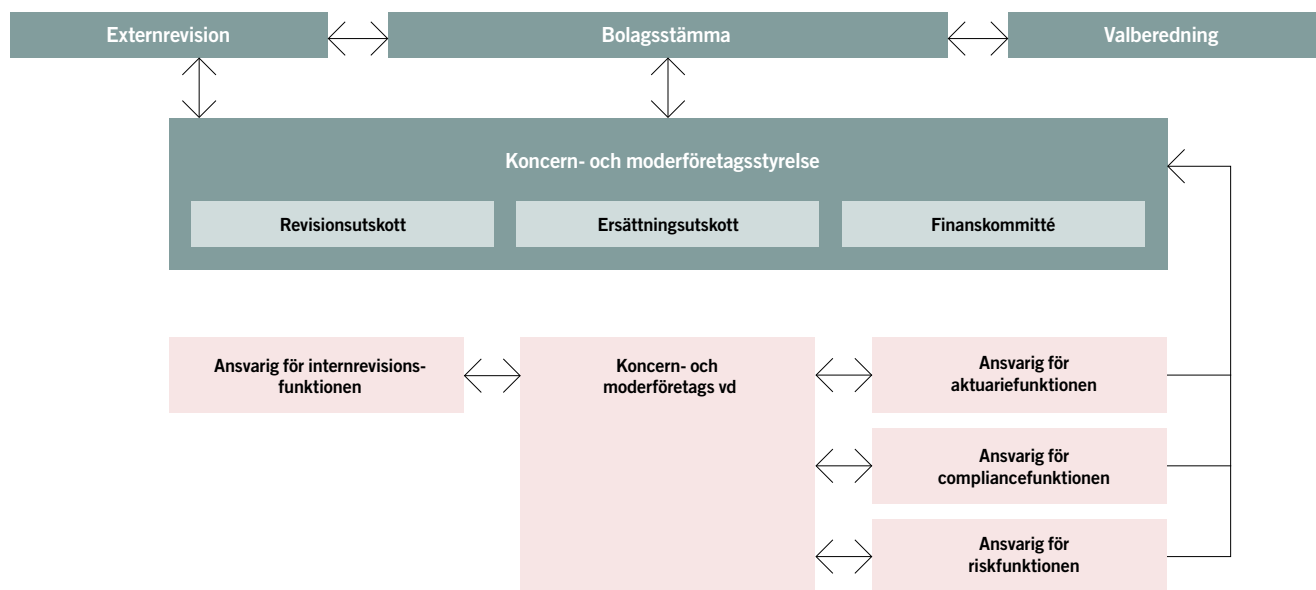 Externrevision
Bolagsstämma
Valberedning
Koncern- och moderföretagsstyrelse
Revisionsutskott
Ersättningsutskott
Finanskommitté
Ansvarig för internrevisions-
funktionen
Koncern- och
moderföretags vd
Ansvarig för
aktuariefunktionen
Ansvarig för
compliancefunktionen
Ansvarig för
riskfunktionen